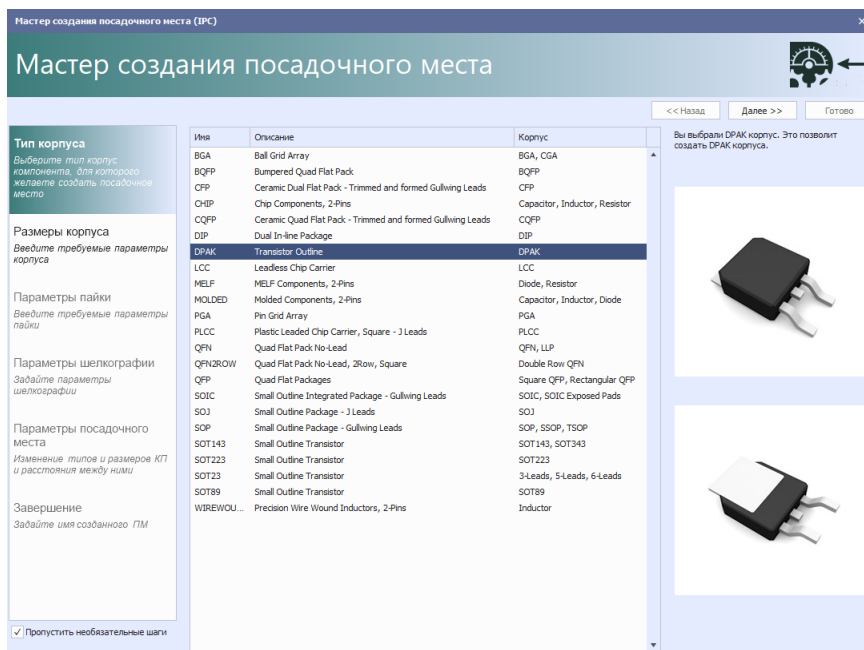 Мастер создания посадочного места (IPC)
Мастер создания посадочного места
<< Назад Далее >> Готово
Тип корпуса
Выберите тип корпус
компонента, для которого
желаете создать посадочное
место
Размеры корпуса
Введите требуемые параметры
корпуса
Параметры пайки
Введите требуемые параметры
пайки
Параметры шелкографии
Задайте параметры
шелкографии
Параметры посадочного
места
Изменение типов и размеров КП
и расстояния между ними
Завершение
Задайте имя созданного ПМ
Пропустить необязательные шаги
Имя Описание Корпус
BGA Ball Grid Array BGA, CGA
BQFP Bumpered Quad Flat Pack BQFP
CFP Ceramic Dual Flat Pack - Trimmed and formed Gullwing Leads CFP
CHIP Chip Components, 2-Pins Capacitor, Inductor, Resistor
CQFP Ceramic Quad Flat Pack - Trimmed and formed Gullwing Leads CQFP
DIP Dual In-line Package DIP
DPAK Transistor Outline DPAK
LCC Leadless Chip Carrier LCC
MELF MELF Components, 2-Pins Diode, Resistor
MOLDED Molded Components, 2-Pins Capacitor, Inductor, Diode
PGA Pin Grid Array PGA
PLCC Plastic Leaded Chip Carrier, Square - J Leads PLCC
QFN Quad Flat Pack No-Lead QFN, LLP
QFN2ROW Quad Flat Pack No-Lead, 2Row, Square Double Row QFN
QFP Quad Flat Packages Square QFP, Rectangular QFP
SOIC Small Outline Integrated Package - Gullwing Leads SOIC, SOIC Exposed Pads
SOJ Small Outline Package - J Leads SOJ
SOP Small Outline Package - Gullwing Leads SOP, SSOP, TSOP
SOT143 Small Outline Transistor SOT143, SOT343
SOT223 Small Outline Transistor SOT223
SOT23 Small Outline Transistor 3-Leads, 5-Leads, 6-Leads
SOT89 Small Outline Transistor SOT89
WIREWOU... Precision Wire Wound Inductors, 2-Pins Inductor
Вы выбрали DPAK корпус. Это позволит
создать DPAK корпуса.